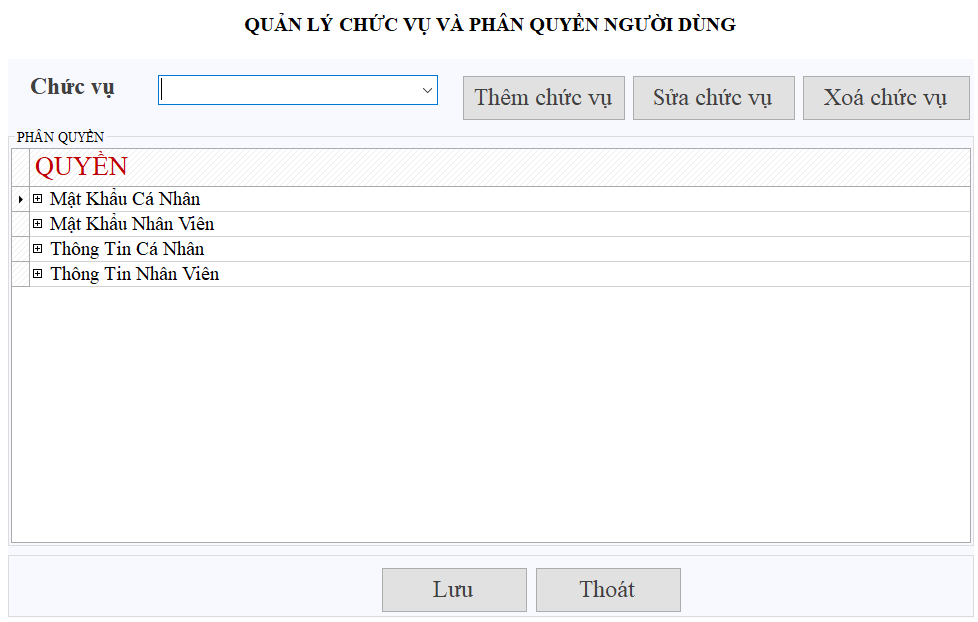 QUẢN LÝ CHỨC VỤ VÀ PHÂN QUYỀN NGƯỜI DÙNG
Chức vụ
Thêm chức vụ
Sửa chức vụ
Xoá chức vụ
PHÂN QUYỀN
QUYỀN
Mật Khẩu Cá Nhân
Mật Khẩu Nhân Viên
Thông Tin Cá Nhân
Thông Tin Nhân Viên
Lưu
Thoát